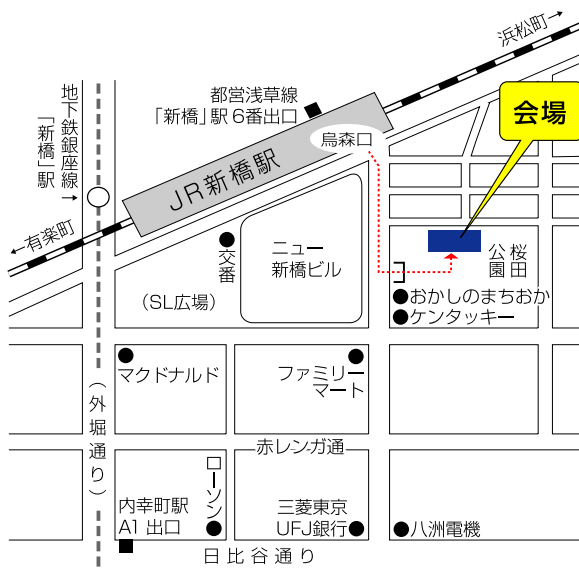 浜松町
都営浅草線
「新橋」駅6番出口
会場
烏森口
地下鉄銀座線
「新橋」駅
JR新橋駅
有楽町
交番
ニュー
新橋ビル
桜田
公園
(SL広場)
おかしのまちおか
ケンタッキー
マクドナルド
ファミリー
マート
(外堀通り)
赤レンガ通
ローソン
内幸町駅
A1出口
三菱東京
UFJ銀行
八洲電機
日比谷通り